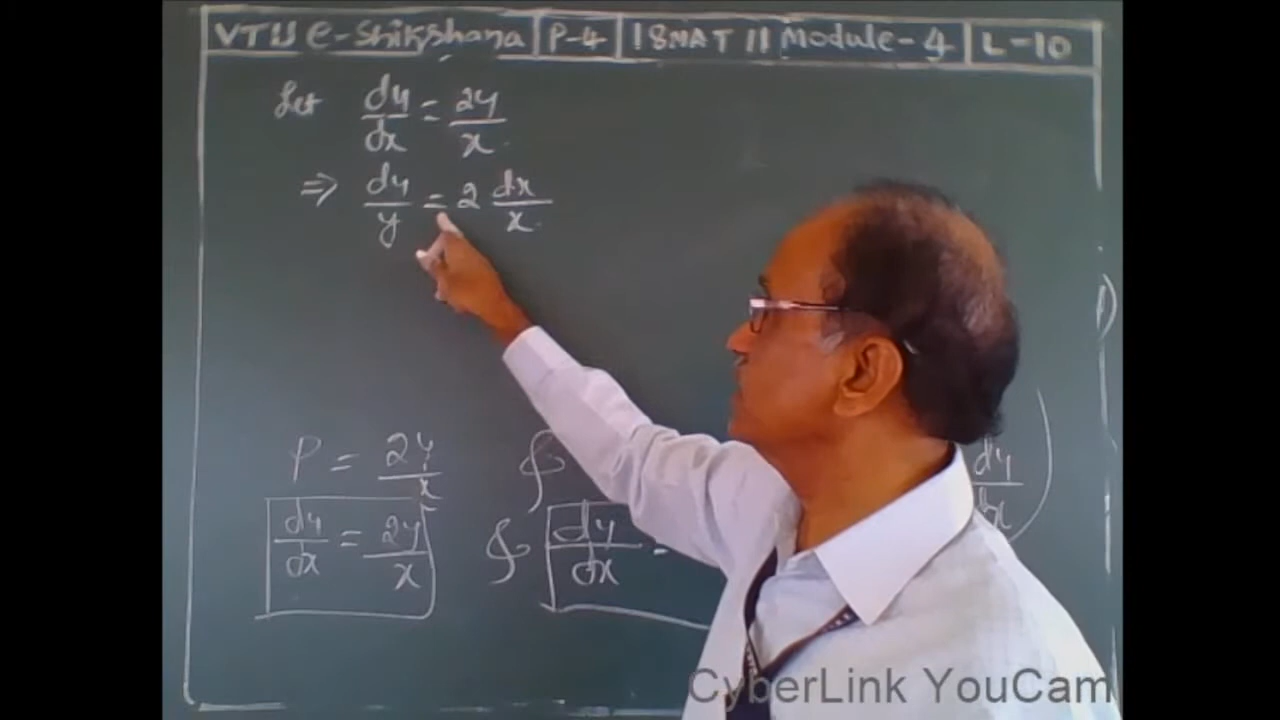 VTU e-Shikshana P-4 18MAT11 Module-4 L-10
Let dy/dx = 2y/x
⇒ dy/y = 2 dx/x
P = 2y/x &
dy/dx = 2y/x & dy/dx =
dy/dx )
)
CyberLink YouCam